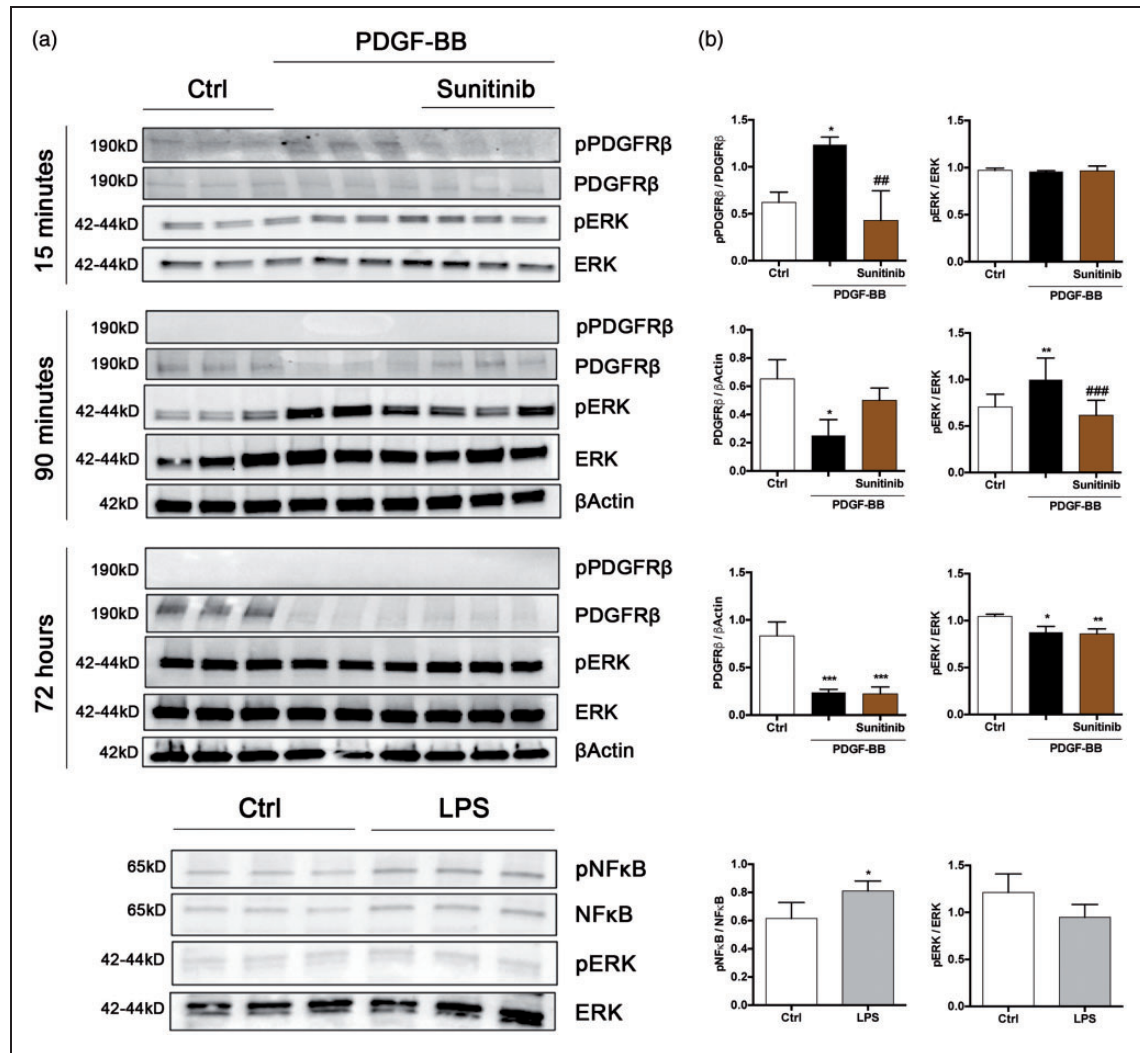 (a)
PDGF-BB
Ctrl
Sunitinib
15 minutes
190kD
pPDGFRβ
190kD
PDGFRβ
42-44kD
pERK
42-44kD
ERK
90 minutes
190kD
pPDGFRβ
190kD
PDGFRβ
42-44kD
pERK
42-44kD
ERK
42kD
βActin
72 hours
190kD
pPDGFRβ
190kD
PDGFRβ
42-44kD
pERK
42-44kD
ERK
42kD
βActin
Ctrl
LPS
65kD
pNFκB
65kD
NFκB
42-44kD
pERK
42-44kD
ERK
(b)
pPDGFRβ / PDGFRβ
1.5
1.0
0.5
0.0
*
##
Ctrl
Sunitinib
PDGF-BB
pERK / ERK
1.5
1.0
0.5
0.0
Ctrl
Sunitinib
PDGF-BB
PDGFRβ / βActin
1.0
0.8
0.6
0.4
0.2
0.0
*
Ctrl
Sunitinib
PDGF-BB
pERK / ERK
1.5
1.0
0.5
0.0
**
###
Ctrl
Sunitinib
PDGF-BB
PDGFRβ / βActin
1.5
1.0
0.5
0.0
***
***
Ctrl
Sunitinib
PDGF-BB
pERK / ERK
1.5
1.0
0.5
0.0
*
**
Ctrl
Sunitinib
PDGF-BB
pNFκB / NFκB
1.0
0.8
0.6
0.4
0.2
0.0
*
Ctrl
LPS
pERK / ERK
1.5
1.0
0.5
0.0
Ctrl
LPS